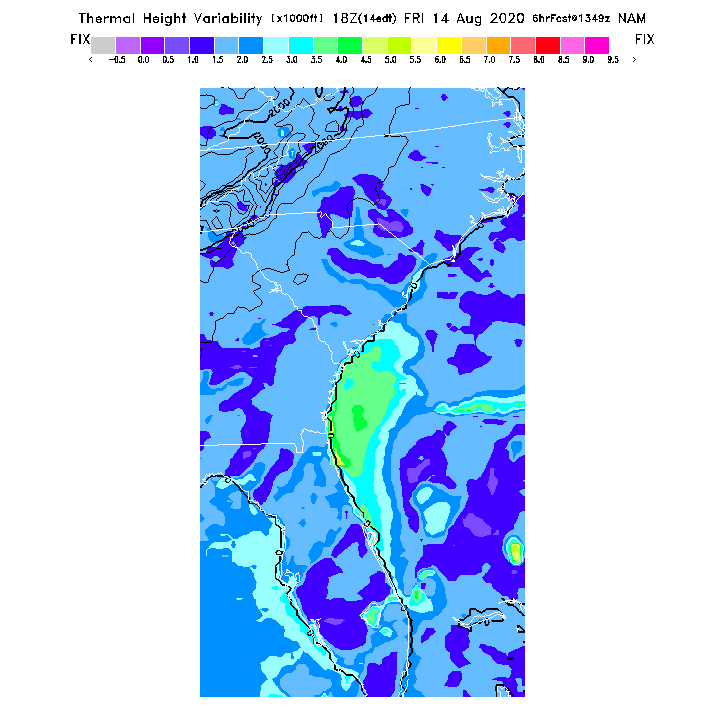 Thermal Height Variability [x1000ft] 18Z(14edt) FRI 14 Aug 2020 6hrFcst@1349z NAM
FIX FIX
< -0.5 0.0 0.5 1.0 1.5 2.0 2.5 3.0 3.5 4.0 4.5 5.0 5.5 6.0 6.5 7.0 7.5 8.0 8.5 9.0 9.5 >
2000
2000